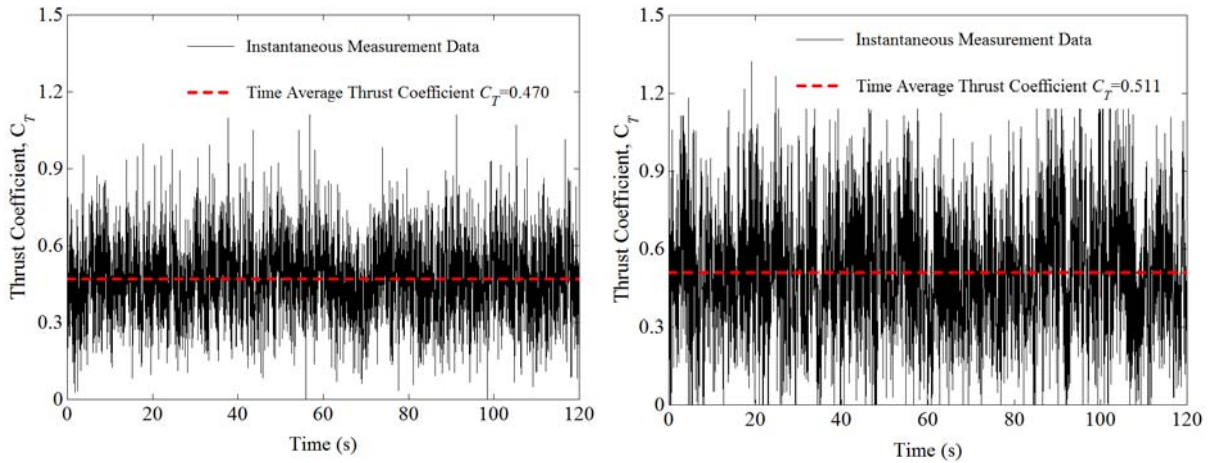 1.5
Instantaneous Measurement Data
1.2
Time Average Thrust Coefficient C_T=0.470
Thrust Coefficient, C_T
0.9
0.6
0.3
0
0 20 40 60 80 100 120
Time (s)
1.5
Instantaneous Measurement Data
1.2
Time Average Thrust Coefficient C_T=0.511
Thrust Coefficient, C_T
0.9
0.6
0.3
0
0 20 40 60 80 100 120
Time (s)